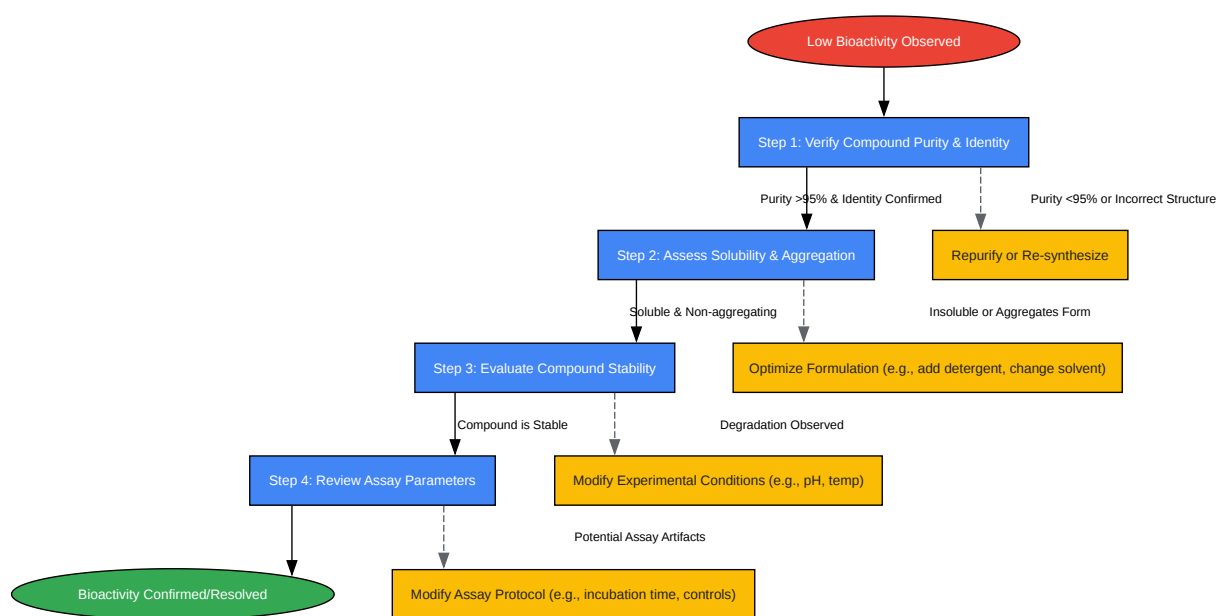 Low Bioactivity Observed
Step 1: Verify Compound Purity & Identity
Purity >95% & Identity Confirmed
Purity <95% or Incorrect Structure
Step 2: Assess Solubility & Aggregation
Repurify or Re-synthesize
Soluble & Non-aggregating
Insoluble or Aggregates Form
Step 3: Evaluate Compound Stability
Optimize Formulation (e.g., add detergent, change solvent)
Compound is Stable
Degradation Observed
Step 4: Review Assay Parameters
Modify Experimental Conditions (e.g., pH, temp)
Potential Assay Artifacts
Bioactivity Confirmed/Resolved
Modify Assay Protocol (e.g., incubation time, controls)